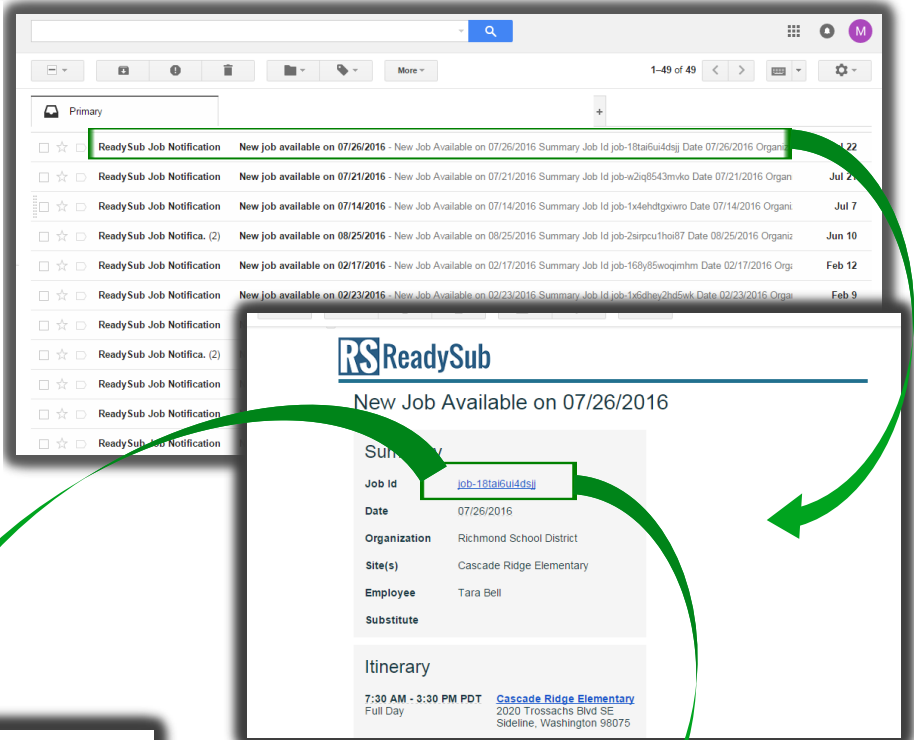 M
More
1–49 of 49
Primary
+
ReadySub Job Notification New job available on 07/26/2016 - New Job Available on 07/26/2016 Summary Job Id job-18tai6ui4dsjj Date 07/26/2016 22
ReadySub Job Notification New job available on 07/21/2016 - New Job Available on 07/21/2016 Summary Job Id job-w2iq8543mvko Date 07/21/2016 Organ Jul 21
ReadySub Job Notification New job available on 07/14/2016 - New Job Available on 07/14/2016 Summary Job Id job-1x4ehdtgxiwro Date 07/14/2016 Organi Jul 7
ReadySub Job Notifica. (2) New job available on 08/25/2016 - New Job Available on 08/25/2016 Summary Job Id job-2sirpcu1hoi87 Date 08/25/2016 Organiz Jun 10
ReadySub Job Notification New job available on 02/17/2016 - New Job Available on 02/17/2016 Summary Job Id job-168y85woqimhm Date 02/17/2016 Orga Feb 12
ReadySub Job Notification New job available on 02/23/2016 - New Job Available on 02/23/2016 Summary Job Id job-1x6dhey2hd5wk Date 02/23/2016 Orga Feb 9
ReadySub Job Notification
ReadySub Job Notifica. (2)
ReadySub Job Notification
ReadySub Job Notification
ReadySub Job Notification
RS ReadySub
New Job Available on 07/26/2016
Summary
Job Id job-18tai6ui4dsjj
Date 07/26/2016
Organization Richmond School District
Site(s) Cascade Ridge Elementary
Employee Tara Bell
Substitute
Itinerary
7:30 AM - 3:30 PM PDT Cascade Ridge Elementary
Full Day 2020 Trossachs Blvd SE
Sideline, Washington 98075